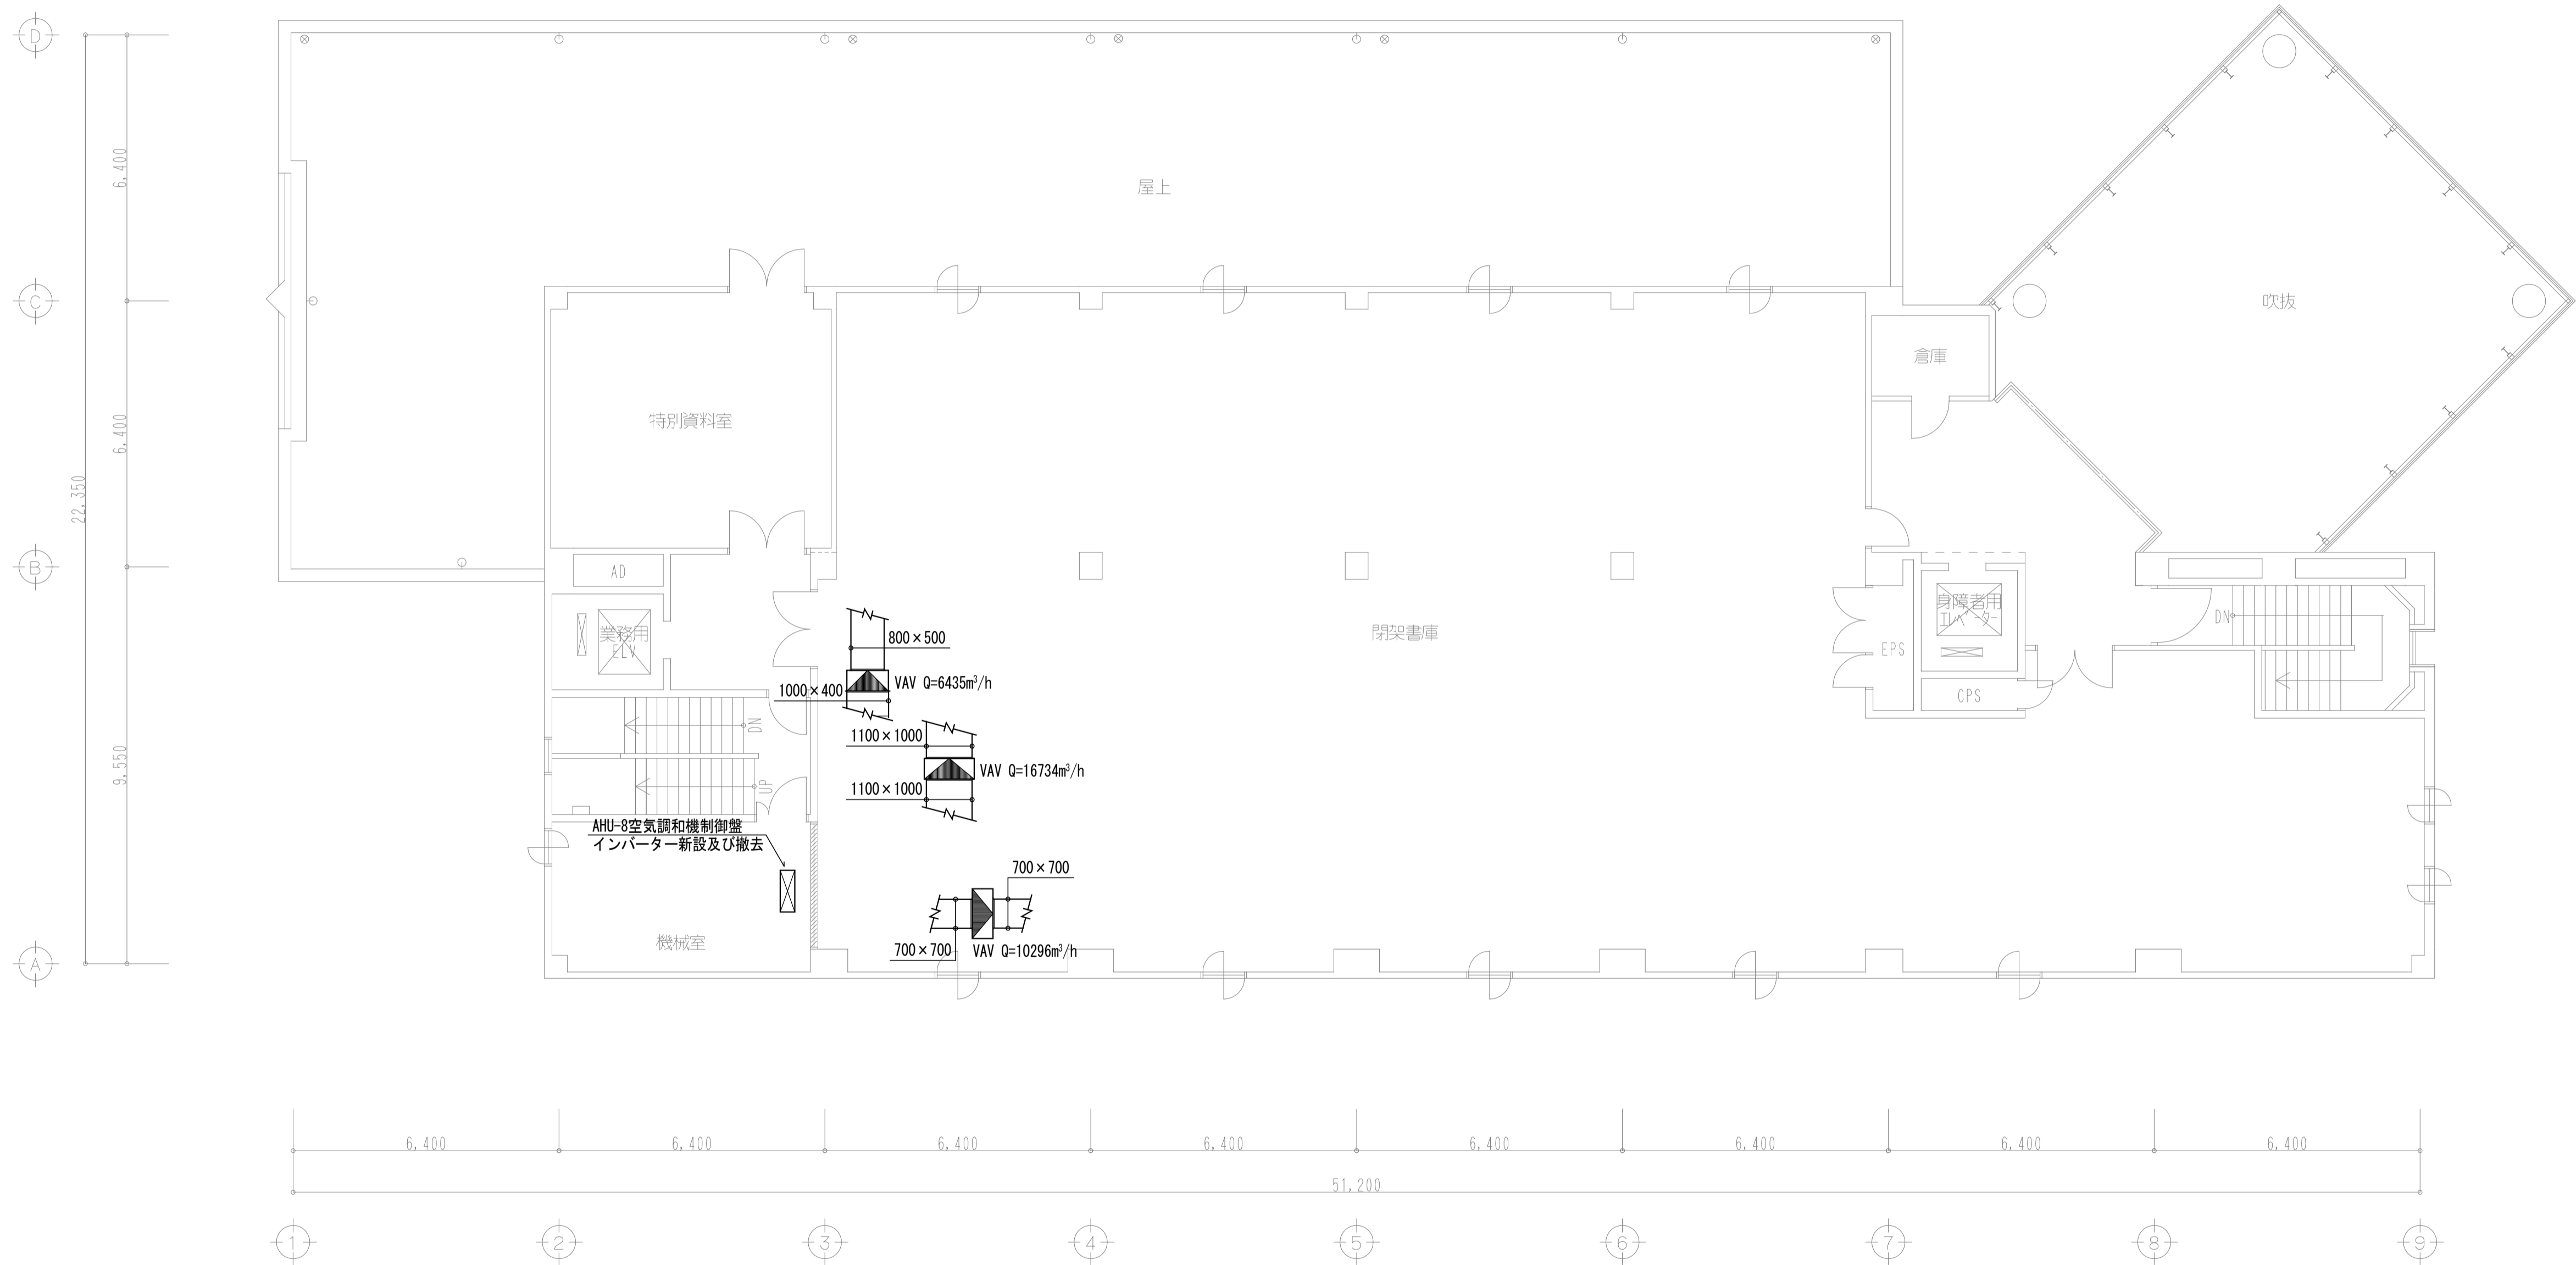 D
C
B
A
6,400
6,400
9,550
22,350
屋上
吹抜
特別資料室
倉庫
AD
業務用
ELV
DN
UP
AHU-8空気調和機制御盤
インバーター新設及び撤去
機械室
800×500
1000×400
VAV Q=6435m³/h
1100×1000
VAV Q=16734m³/h
1100×1000
700×700
700×700
VAV Q=10296m³/h
閉架書庫
EPS
身障者用
エレベーター
CPS
DN
6,400
6,400
6,400
6,400
6,400
6,400
6,400
6,400
51,200
1
2
3
4
5
6
7
8
9